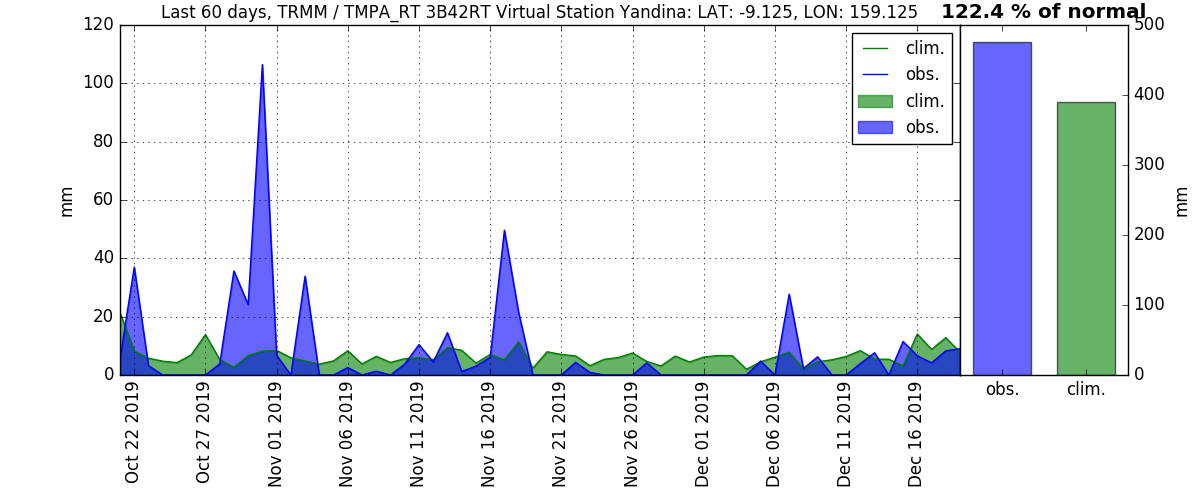 Last 60 days, TRMM / TMPA_RT 3B42RT Virtual Station Yandina: LAT: -9.125, LON: 159.125
122.4 % of normal
120
100
80
60
40
20
0
mm
clim.
obs.
clim.
obs.
500
400
300
200
100
0
mm
Oct 22 2019
Oct 27 2019
Nov 01 2019
Nov 06 2019
Nov 11 2019
Nov 16 2019
Nov 21 2019
Nov 26 2019
Dec 01 2019
Dec 06 2019
Dec 11 2019
Dec 16 2019
obs.
clim.